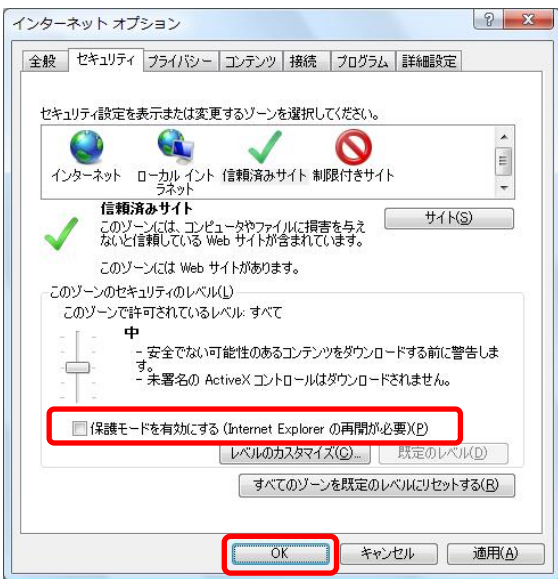 インターネット オプション
全般 セキュリティ プライバシー コンテンツ 接続 プログラム 詳細設定
セキュリティ設定を表示または変更するゾーンを選択してください。
インターネット
ローカル イント
ラネット
信頼済みサイト
制限付きサイト
信頼済みサイト
このゾーンには、コンピュータやファイルに損害を与え
ないと信頼している Web サイトが含まれています。
このゾーンには Web サイトがあります。
サイト(S)
このゾーンのセキュリティのレベル(L)
このゾーンで許可されているレベル: すべて
中
- 安全でない可能性のあるコンテンツをダウンロードする前に警告しま
す。
- 未署名の ActiveX コントロールはダウンロードされません。
保護モードを有効にする (Internet Explorer の再開が必要)(P)
レベルのカスタマイズ(C)... 既定のレベル(D)
すべてのゾーンを既定のレベルにリセットする(R)
OK キャンセル 適用(A)